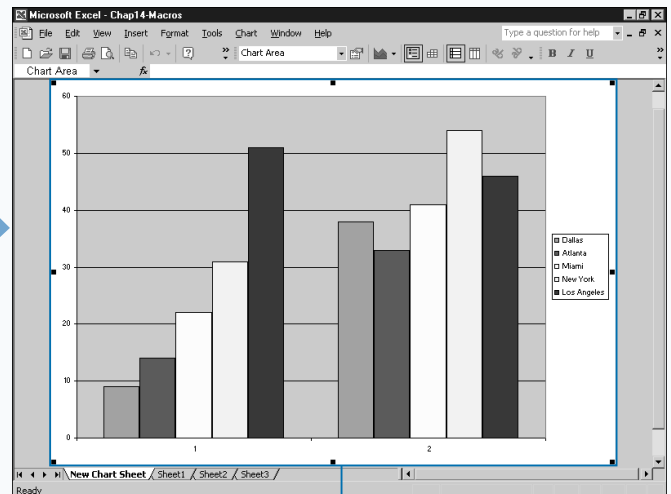 Microsoft Excel - Chap14-Macros
File Edit View Insert Format Tools Chart Window Help Type a question for help
Chart Area B I U
Chart Area fx
60
50
40
30
20
10
0
1 2
Dallas
Atlanta
Miami
New York
Los Angeles
New Chart Sheet Sheet1 Sheet2 Sheet3
Ready